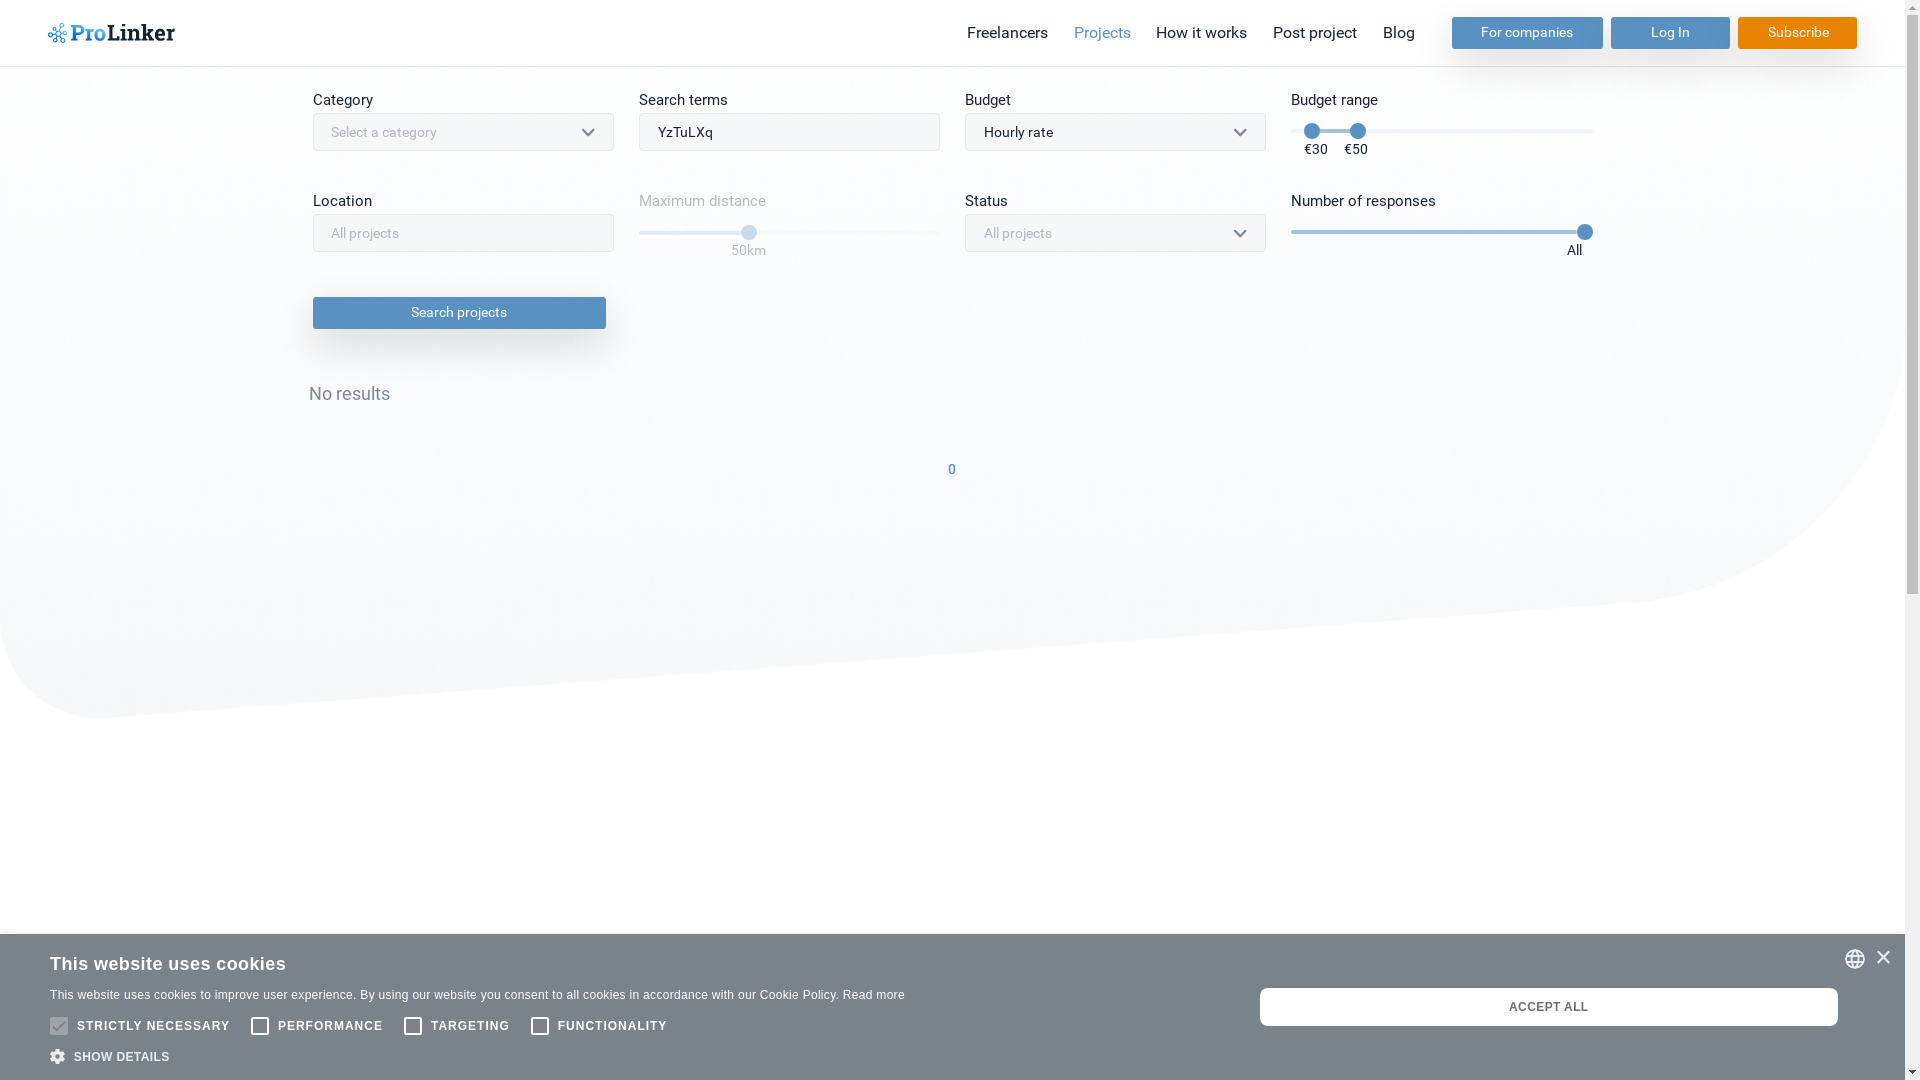 ProLinker
Freelancers
Projects
How it works
Post project
Blog
For companies
Log In
Subscribe
Category
Search terms
Budget
Budget range
Select a category
YzTuLXq
Hourly rate
€30
€50
Location
Maximum distance
Status
Number of responses
All projects
50km
All projects
All
Search projects
No results
0
This website uses cookies
This website uses cookies to improve user experience. By using our website you consent to all cookies in accordance with our Cookie Policy. Read more
STRICTLY NECESSARY
PERFORMANCE
TARGETING
FUNCTIONALITY
SHOW DETAILS
ACCEPT ALL
×